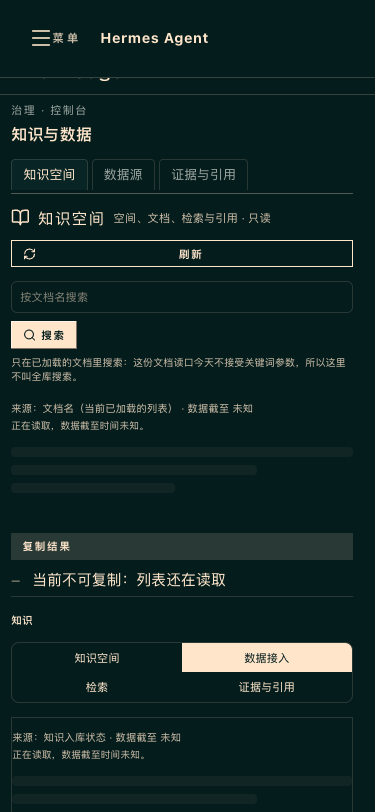 菜单
Hermes Agent
治理 · 控制台
知识与数据
知识空间
数据源
证据与引用
知识空间 空间、文档、检索与引用 · 只读
刷新
按文档名搜索
搜索
只在已加载的文档里搜索：这份文档读口今天不接受关键词参数，所以这里
不叫全库搜索。
来源：文档名（当前已加载的列表） · 数据截至 未知
正在读取，数据截至时间未知。
复制结果
— 当前不可复制：列表还在读取
知识
知识空间
数据接入
检索
证据与引用
来源：知识入库状态 · 数据截至 未知
正在读取，数据截至时间未知。